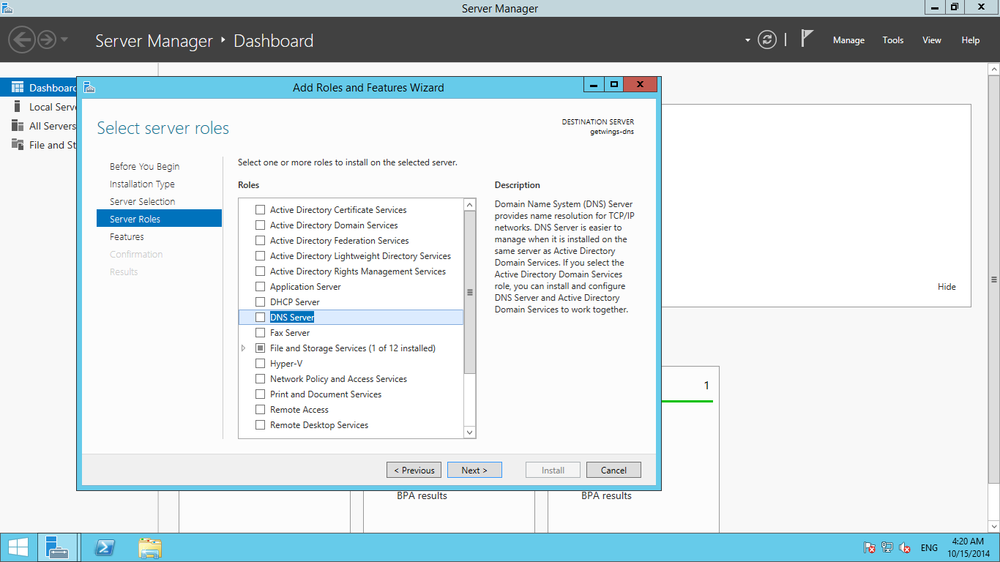 Server Manager
Server Manager ‣ Dashboard
Manage Tools View Help
Dashboard
Local Serve
All Servers
File and St
Add Roles and Features Wizard
Select server roles
DESTINATION SERVER
getwings-dns
Before You Begin
Installation Type
Server Selection
Server Roles
Features
Confirmation
Results
Select one or more roles to install on the selected server.
Roles
Active Directory Certificate Services
Active Directory Domain Services
Active Directory Federation Services
Active Directory Lightweight Directory Services
Active Directory Rights Management Services
Application Server
DHCP Server
DNS Server
Fax Server
File and Storage Services (1 of 12 installed)
Hyper-V
Network Policy and Access Services
Print and Document Services
Remote Access
Remote Desktop Services
Description
Domain Name System (DNS) Server
provides name resolution for TCP/IP
networks. DNS Server is easier to
manage when it is installed on the
same server as Active Directory
Domain Services. If you select the
Active Directory Domain Services
role, you can install and configure
DNS Server and Active Directory
Domain Services to work together.
< Previous
Next >
Install
Cancel
Hide
1
BPA results
BPA results
ENG
4:20 AM
10/15/2014